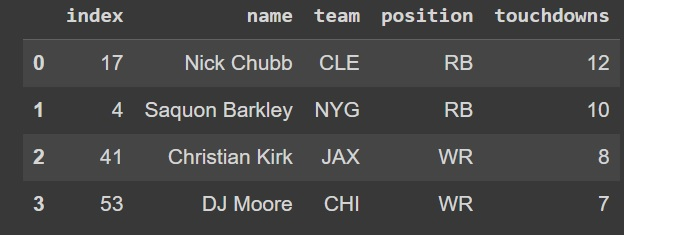 index name team position touchdowns
0 17 Nick Chubb CLE RB 12
1 4 Saquon Barkley NYG RB 10
2 41 Christian Kirk JAX WR 8
3 53 DJ Moore CHI WR 7